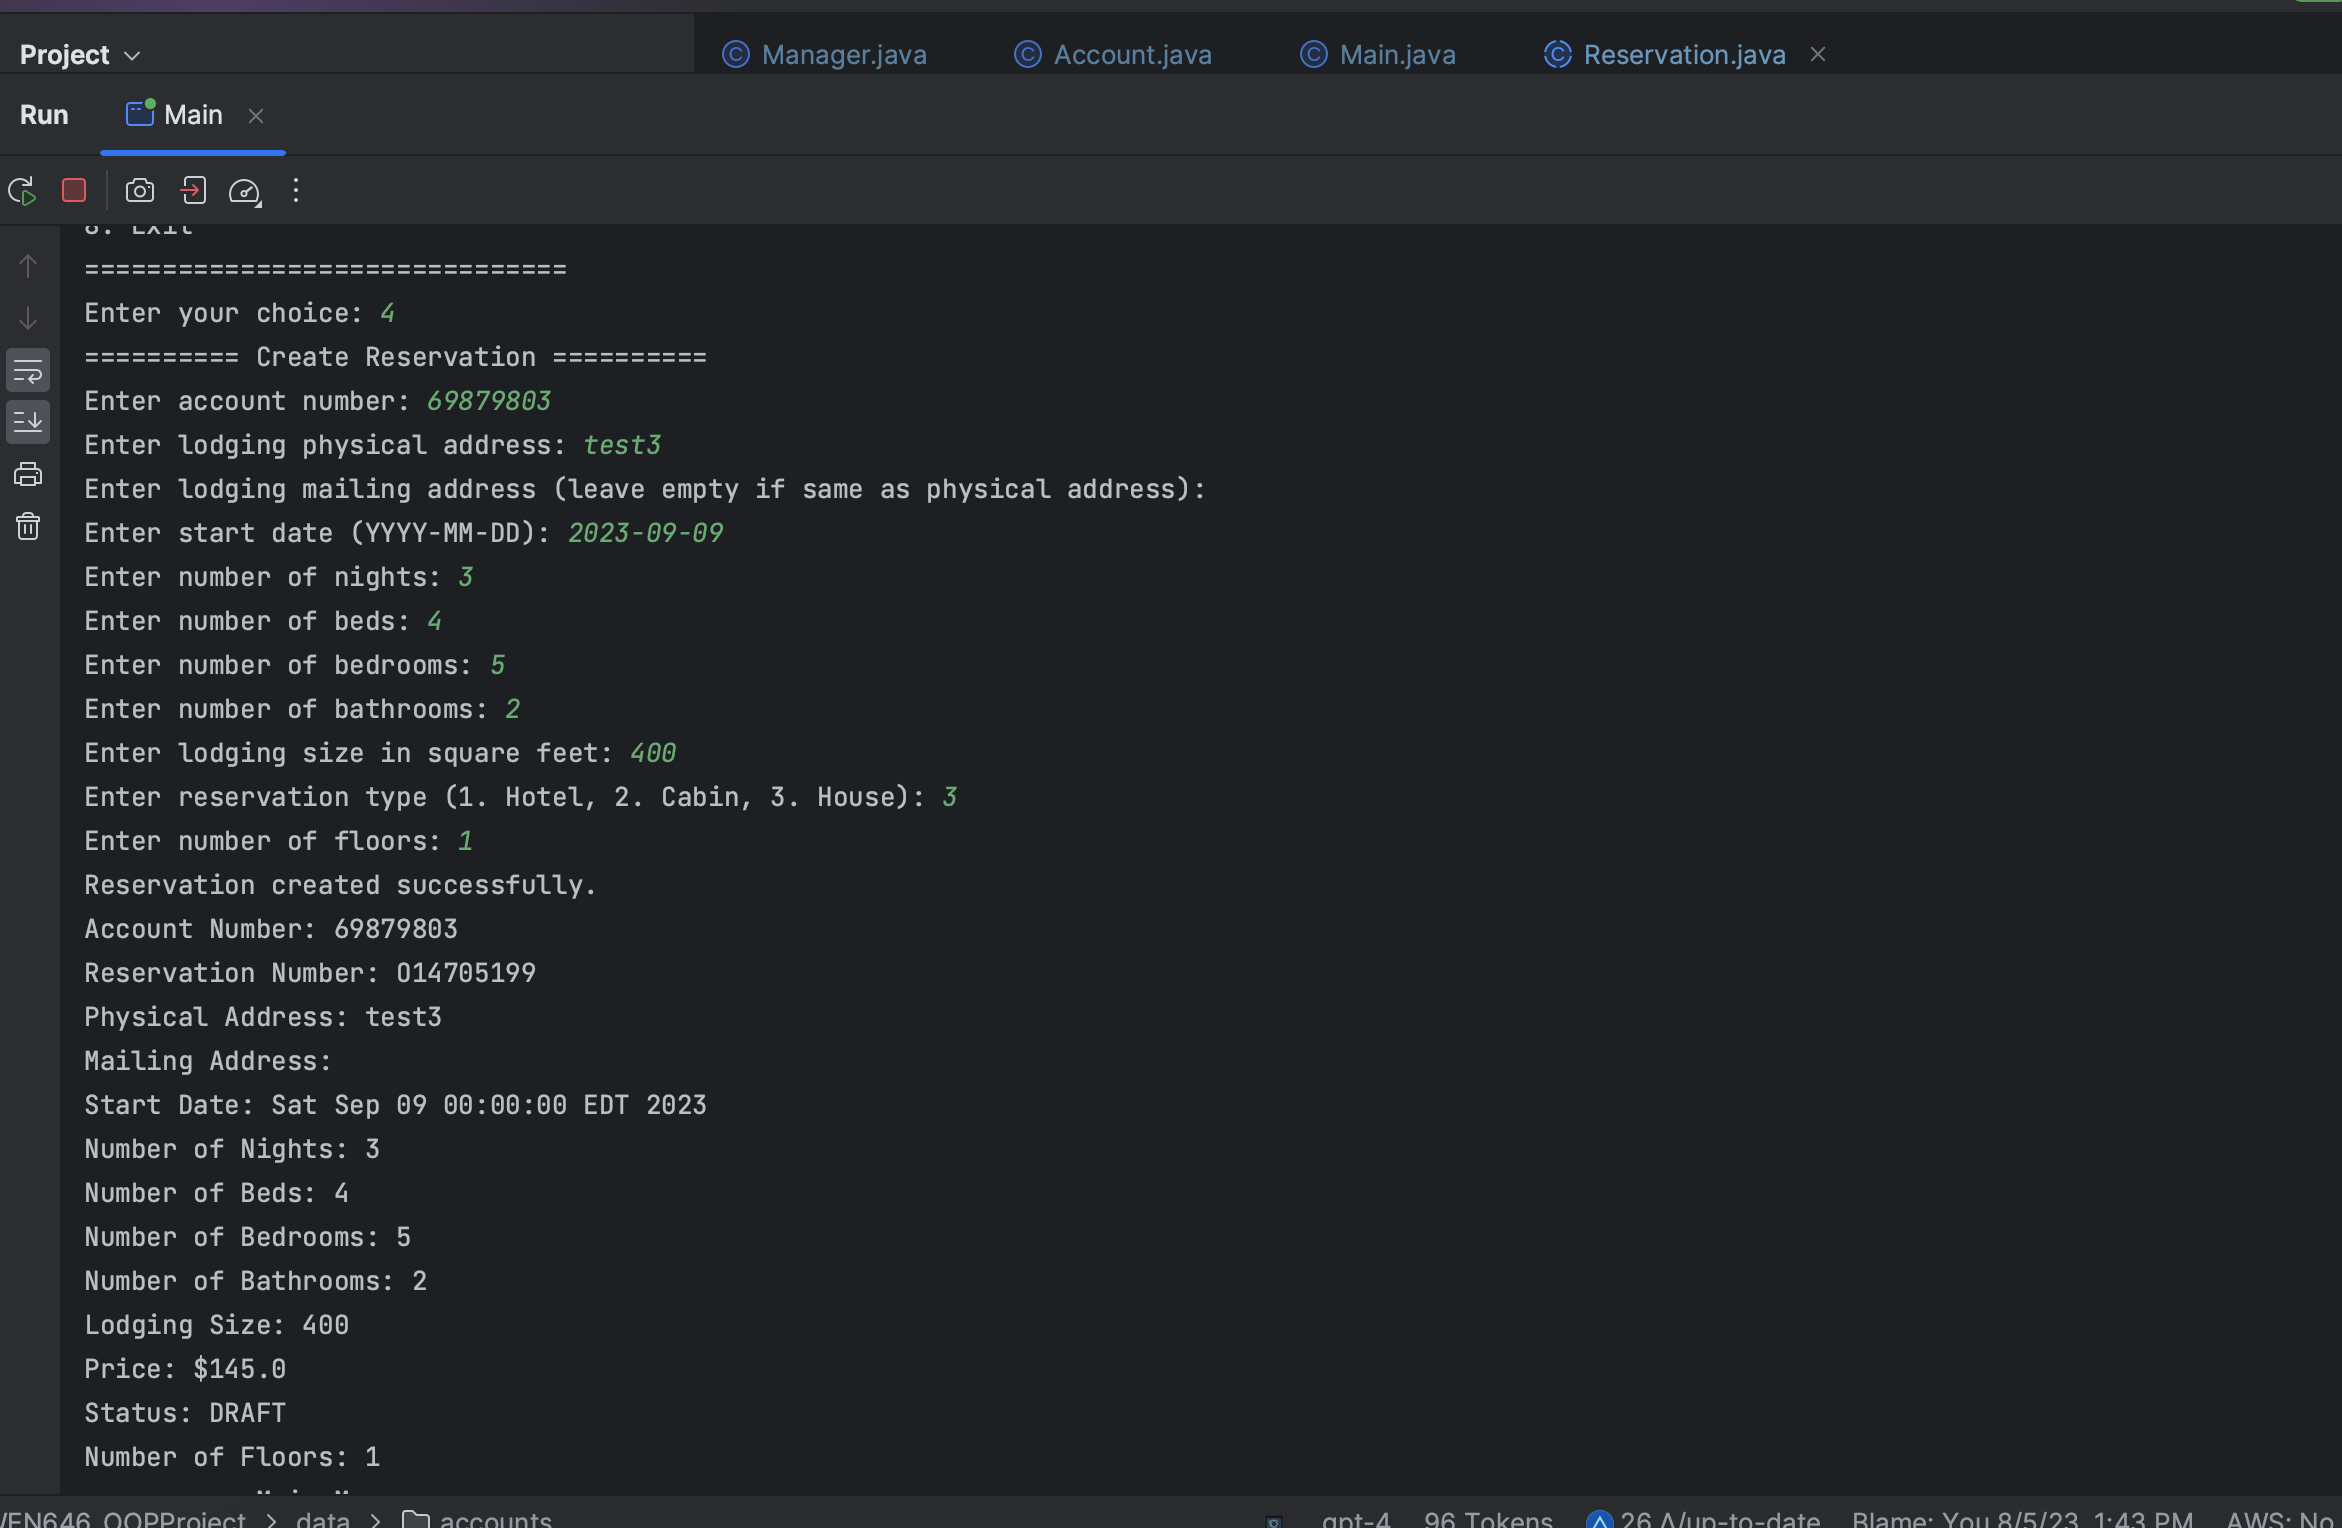 Project
Manager.java
Account.java
Main.java
Reservation.java
Run
Main
8. Exit
===============================
Enter your choice: 4
========== Create Reservation ==========
Enter account number: 69879803
Enter lodging physical address: test3
Enter lodging mailing address (leave empty if same as physical address):
Enter start date (YYYY-MM-DD): 2023-09-09
Enter number of nights: 3
Enter number of beds: 4
Enter number of bedrooms: 5
Enter number of bathrooms: 2
Enter lodging size in square feet: 400
Enter reservation type (1. Hotel, 2. Cabin, 3. House): 3
Enter number of floors: 1
Reservation created successfully.
Account Number: 69879803
Reservation Number: O14705199
Physical Address: test3
Mailing Address:
Start Date: Sat Sep 09 00:00:00 EDT 2023
Number of Nights: 3
Number of Beds: 4
Number of Bedrooms: 5
Number of Bathrooms: 2
Lodging Size: 400
Price: $145.0
Status: DRAFT
Number of Floors: 1
EN646_OOPProject > data > accounts
gpt-4 96 Tokens 26 Δ/up-to-date Blame: You 8/5/23, 1:43 PM AWS: No